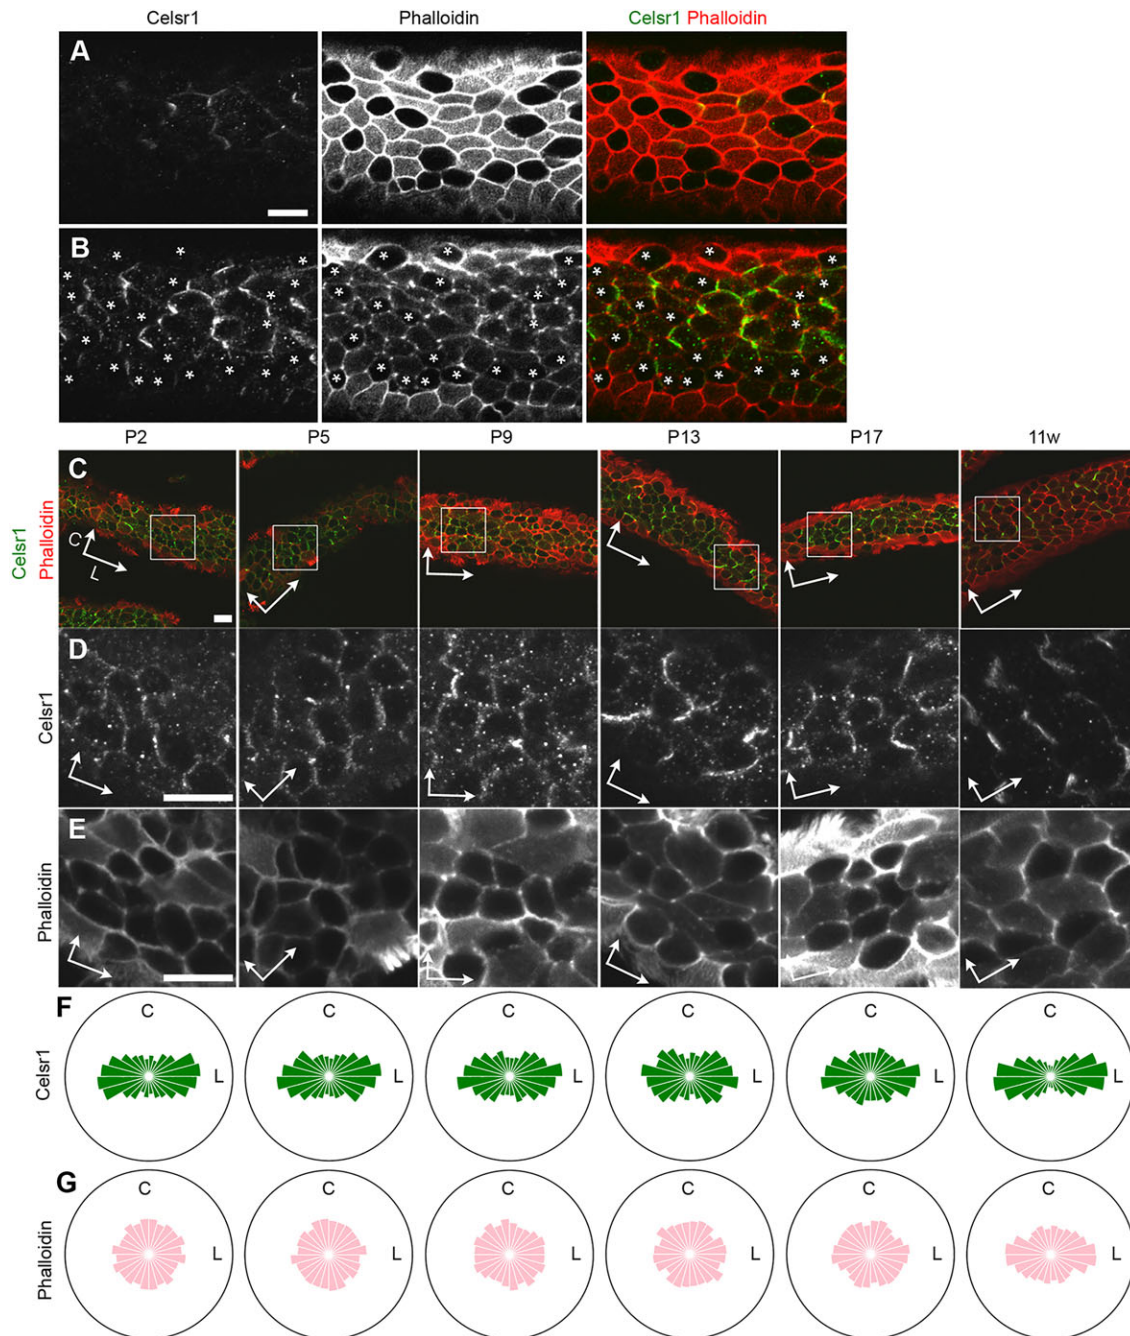 Celsr1 Phalloidin Celsr1 Phalloidin
A
B
* * * * * * * * * * * * * * * * * * * * *
P2 P5 P9 P13 P17 11w
C
Celsr1
Phalloidin
C
L
D
Celsr1
E
Phalloidin
F
Celsr1
C C C C C C
L L L L L L
G
Phalloidin
C C C C C C
L L L L L L